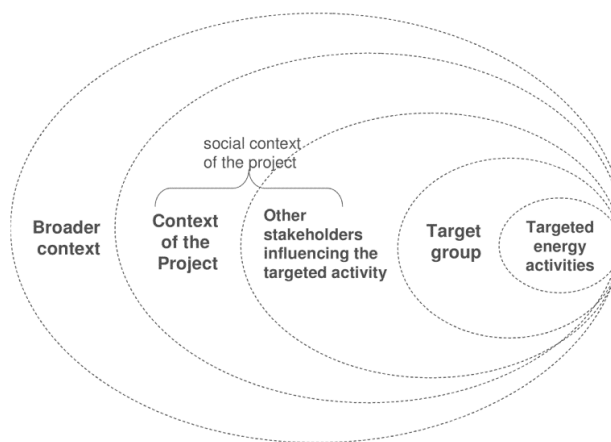 social context
of the project
Broader
context
Context
of the
Project
Other
stakeholders
influencing the
targeted activity
Target
group
Targeted
energy
activities